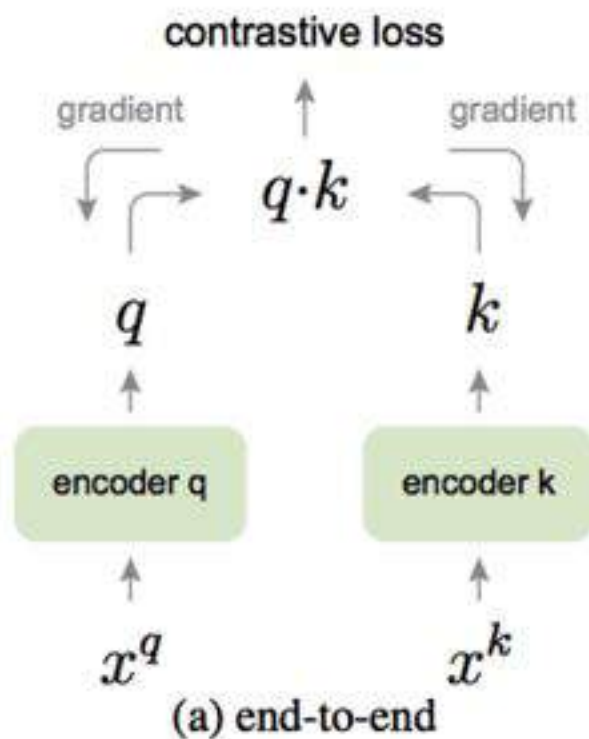 contrastive loss
gradient gradient
q·k
q k
encoder q encoder k
x^q x^k
(a) end-to-end